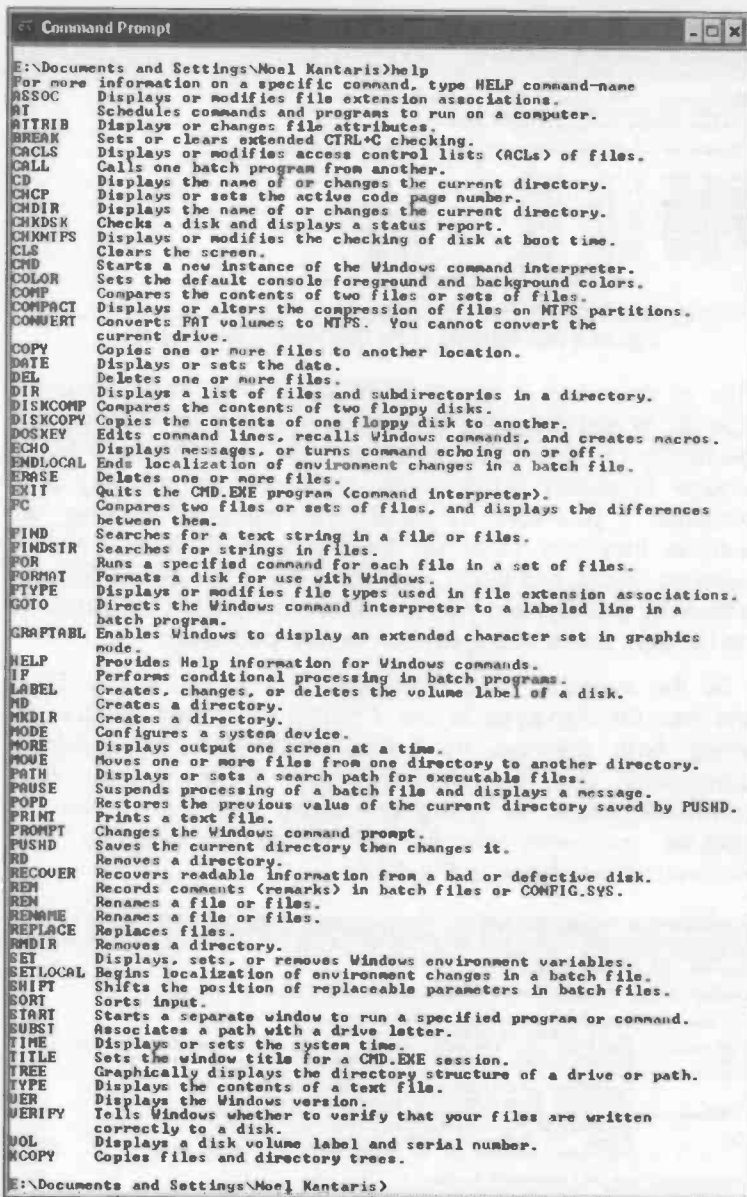 Command Prompt
E:\Documents and Settings\Noel Kantaris>help
For more information on a specific command, type HELP command-name
ASSOC Displays or modifies file extension associations.
AT Schedules commands and programs to run on a computer.
ATTRIB Displays or changes file attributes.
BREAK Sets or clears extended CTRL+C checking.
CACLS Displays or modifies access control lists (ACLs) of files.
CALL Calls one batch program from another.
CD Displays the name of or changes the current directory.
CHCP Displays or sets the active code page number.
CHDIR Displays the name of or changes the current directory.
CHKDSK Checks a disk and displays a status report.
CHKNTFS Displays or modifies the checking of disk at boot time.
CLS Clears the screen.
CMD Starts a new instance of the Windows command interpreter.
COLOR Sets the default console foreground and background colors.
COMP Compares the contents of two files or sets of files.
COMPACT Displays or alters the compression of files on NTFS partitions.
CONVERT Converts FAT volumes to NTFS. You cannot convert the
current drive.
COPY Copies one or more files to another location.
DATE Displays or sets the date.
DEL Deletes one or more files.
DIR Displays a list of files and subdirectories in a directory.
DISKCOMP Compares the contents of two floppy disks.
DISKCOPY Copies the contents of one floppy disk to another.
DOSKEY Edits command lines, recalls Windows commands, and creates macros.
ECHO Displays messages, or turns command echoing on or off.
ENDLOCAL Ends localization of environment changes in a batch file.
ERASE Deletes one or more files.
EXIT Quits the CMD.EXE program (command interpreter).
FC Compares two files or sets of files, and displays the differences
between them.
FIND Searches for a text string in a file or files.
FINDSTR Searches for strings in files.
FOR Runs a specified command for each file in a set of files.
FORMAT Formats a disk for use with Windows.
FTYPE Displays or modifies file types used in file extension associations.
GOTO Directs the Windows command interpreter to a labeled line in a
batch program.
GRAFTABL Enables Windows to display an extended character set in graphics
mode.
HELP Provides Help information for Windows commands.
IF Performs conditional processing in batch programs.
LABEL Creates, changes, or deletes the volume label of a disk.
MD Creates a directory.
MKDIR Creates a directory.
MODE Configures a system device.
MORE Displays output one screen at a time.
MOVE Moves one or more files from one directory to another directory.
PATH Displays or sets a search path for executable files.
PAUSE Suspends processing of a batch file and displays a message.
POPD Restores the previous value of the current directory saved by PUSHD.
PRINT Prints a text file.
PROMPT Changes the Windows command prompt.
PUSHD Saves the current directory then changes it.
RD Removes a directory.
RECOVER Recovers readable information from a bad or defective disk.
REM Records comments (remarks) in batch files or CONFIG.SYS.
REN Renames a file or files.
RENAME Renames a file or files.
REPLACE Replaces files.
RMDIR Removes a directory.
SET Displays, sets, or removes Windows environment variables.
SETLOCAL Begins localization of environment changes in a batch file.
SHIFT Shifts the position of replaceable parameters in batch files.
SORT Sorts input.
START Starts a separate window to run a specified program or command.
SUBST Associates a path with a drive letter.
TIME Displays or sets the system time.
TITLE Sets the window title for a CMD.EXE session.
TREE Graphically displays the directory structure of a drive or path.
TYPE Displays the contents of a text file.
VER Displays the Windows version.
VERIFY Tells Windows whether to verify that your files are written
correctly to a disk.
VOL Displays a disk volume label and serial number.
XCOPY Copies files and directory trees.
E:\Documents and Settings\Noel Kantaris>